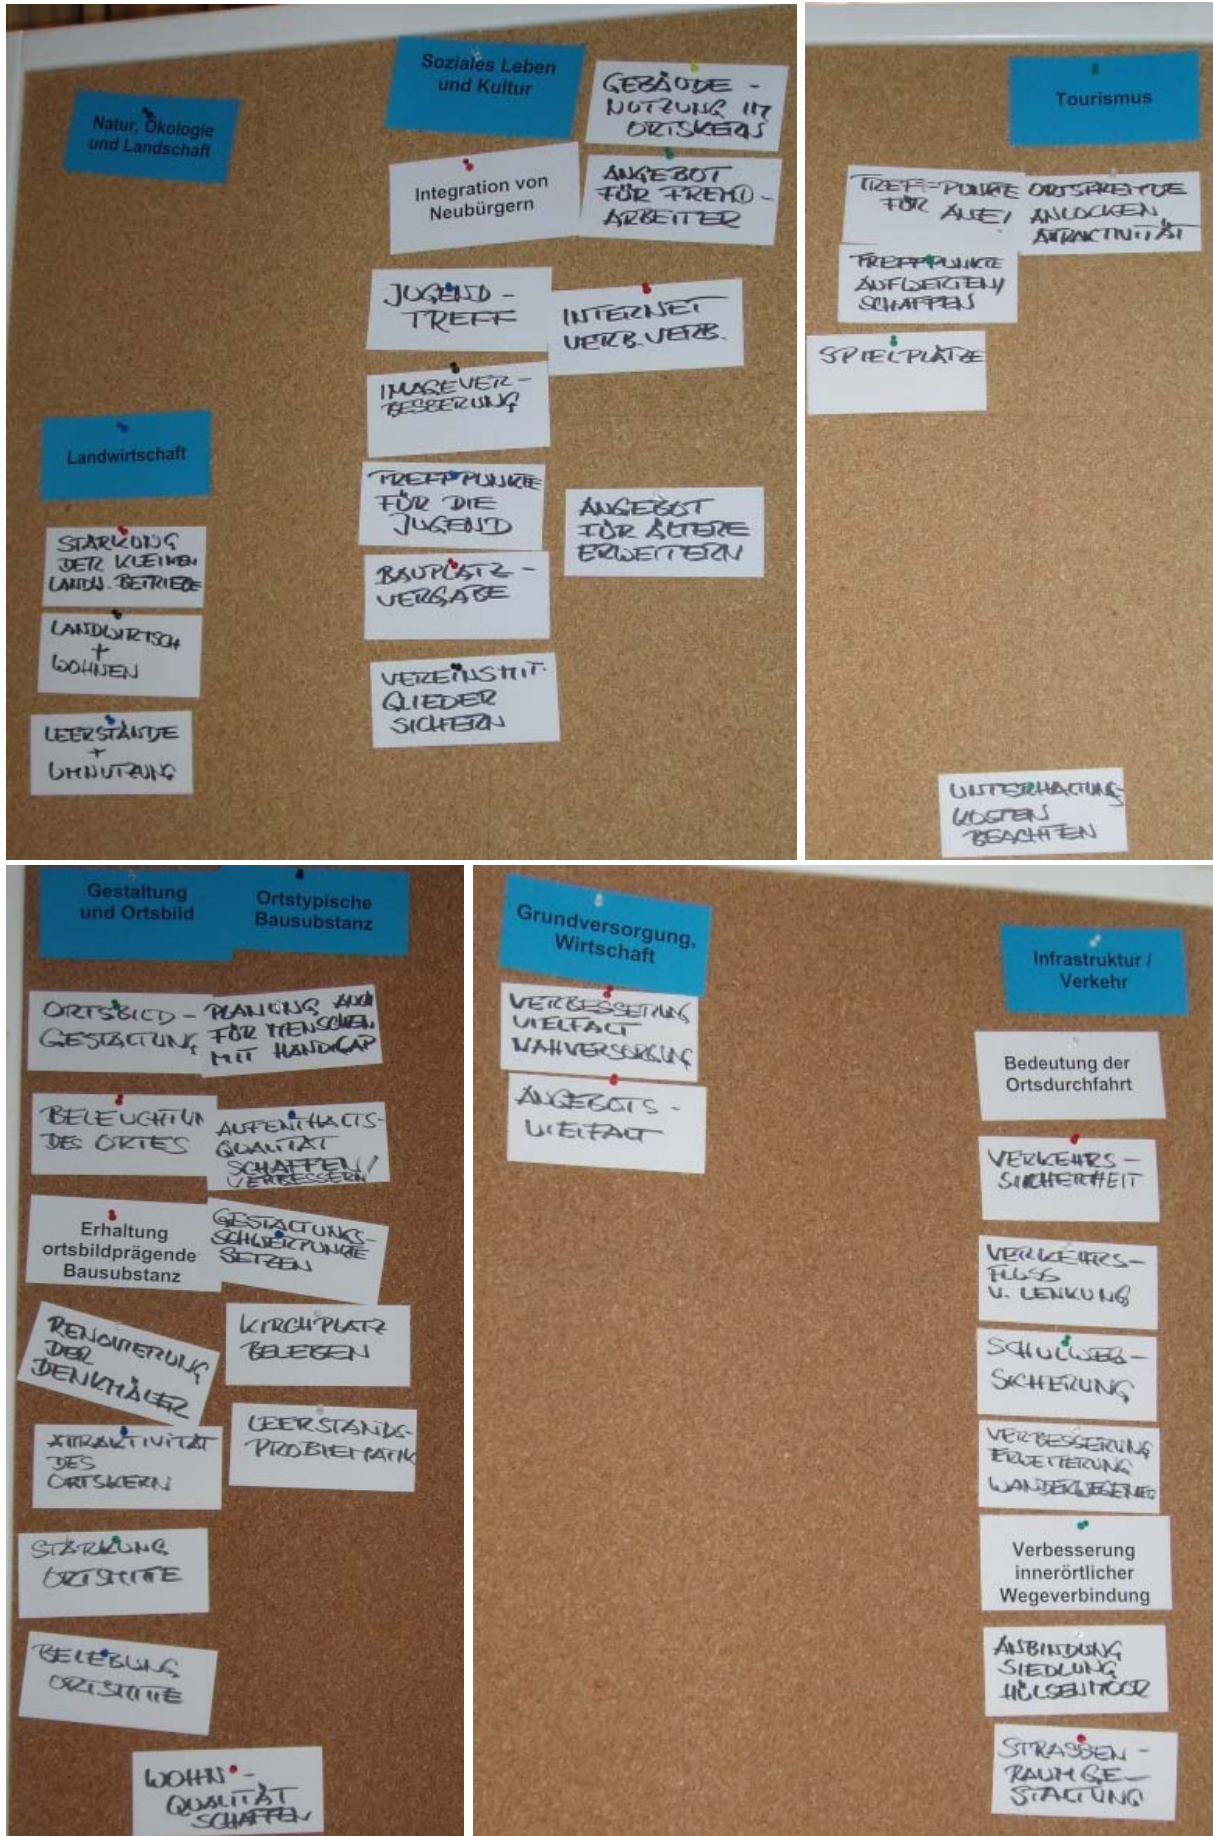 Natur, Ökologie
und Landschaft
Landwirtschaft
STÄRKUNG
DER KLEINEN
LANDW. BETRIEBE
LANDWIRTSCH
+
WOHNEN
LEERSTÄNDE
+
UMNUTZUNG
Soziales Leben
und Kultur
Integration von
Neubürgern
JUGEND-
TREFF
IMAGEVER-
BESSERUNG
TREFFPUNKTE
FÜR DIE
JUGEND
BAUPLATZ-
VERGABE
VEREINSMIT-
GLIEDER
SICHERN
GEBÄUDE-
NUTZUNG IM
ORTSKERN
ANGEBOT
FÜR FREMD-
ARBEITER
INTERNET
VERB. VERB.
ANGEBOT
FÜR ÄLTERE
ERWEITERN
Tourismus
TREFF-PUNKTE
FÜR ALLE!
TREFFPUNKTE
AUFWERTEN/
SCHAFFEN
SPIELPLÄTZE
ORTSFREMDE
ANLOCKEN,
ATTRAKTIVITÄT
UNTERHALTUNG-
KOSTEN
BEACHTEN
Gestaltung
und Ortsbild
ORTSBILD-
GESTALTUNG
BELEUCHTUN
DES ORTES
Erhaltung
ortsbildprägende
Bausubstanz
RENOVIERUNG
DER
DENKMÄLER
ATTRAKTIVITÄT
DES
ORTSKERN
STÄRKUNG
ORTSMITTE
BELEBUNG
ORTSMITTE
WOHN-
QUALITÄT
SCHAFFEN
Ortstypische
Bausubstanz
PLANUNG AUCH
FÜR MENSCHEN
MIT HANDICAP
AUFENTHALTS-
QUALITÄT
SCHAFFEN/
VERBESSERN
GESTALTUNGS-
SCHWERPUNKTE
SETZEN
KIRCHPLATZ
BELEBEN
LEERSTANDS-
PROBLEMATIK
Grundversorgung,
Wirtschaft
VERBESSERUNG
VIELFALT
NAHVERSORGUNG
ANGEBOTS-
VIELFALT
Infrastruktur /
Verkehr
Bedeutung der
Ortsdurchfahrt
VERKEHRS-
SICHERHEIT
VERKEHRS-
FLUSS
U. LENKUNG
SCHULWEG-
SICHERUNG
VERBESSERUNG
ERWEITERUNG
WANDERWEGENETZ
Verbesserung
innerörtlicher
Wegeverbindung
ANBINDUNG
SIEDLUNG
HÜLSENMOOR
STRASSEN-
RAUMGE-
STALTUNG